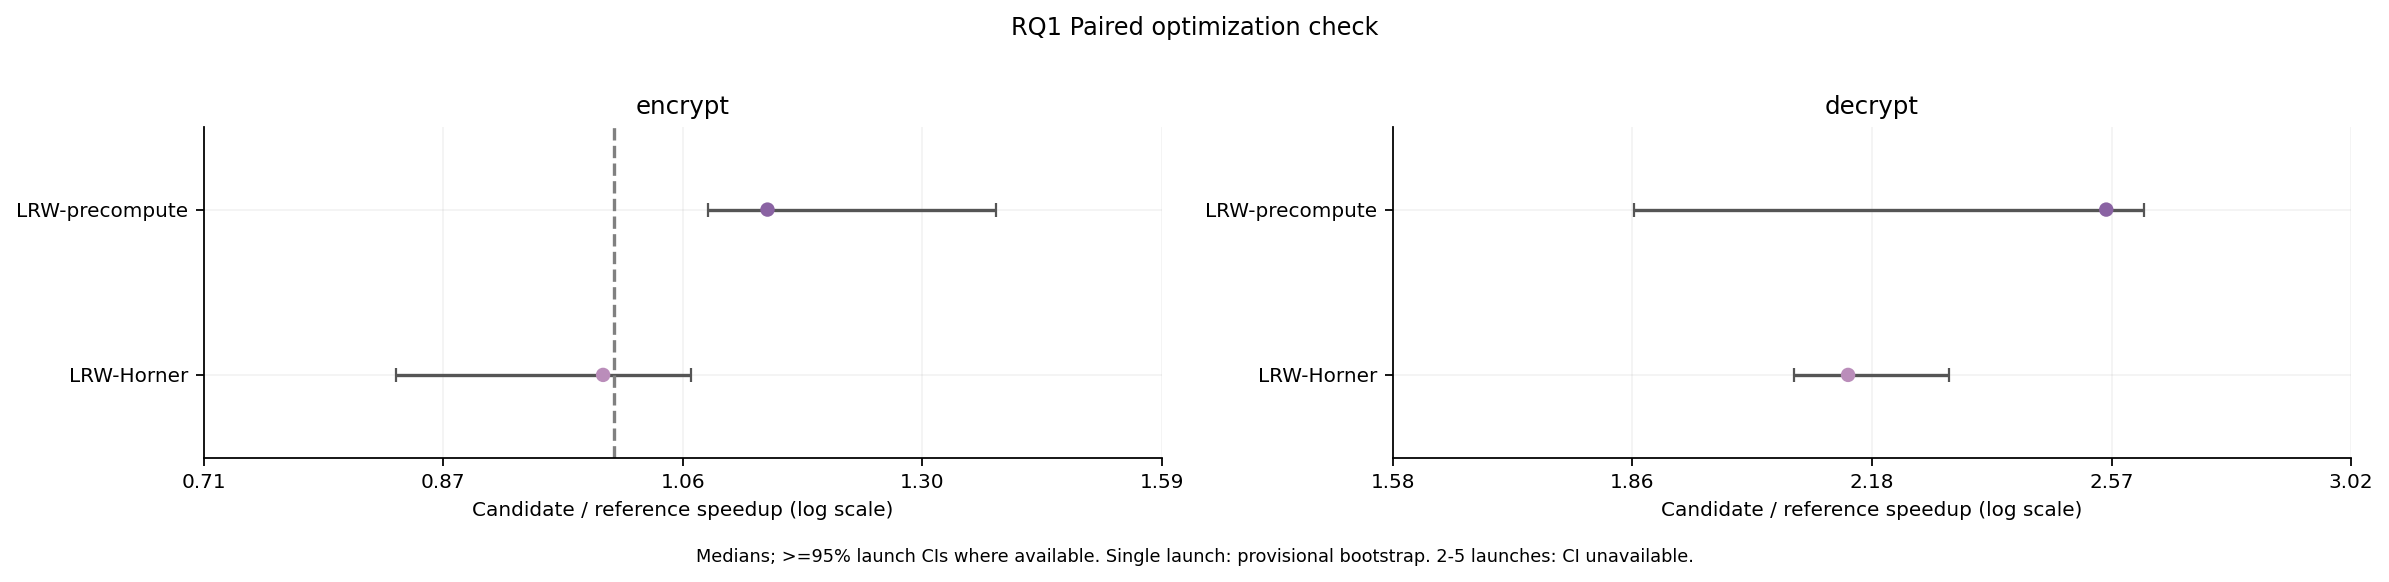 RQ1 Paired optimization check
encrypt
LRW-precompute
LRW-Horner
0.71 0.87 1.06 1.30 1.59
Candidate / reference speedup (log scale)
decrypt
LRW-precompute
LRW-Horner
1.58 1.86 2.18 2.57 3.02
Candidate / reference speedup (log scale)
Medians; >=95% launch CIs where available. Single launch: provisional bootstrap. 2-5 launches: CI unavailable.